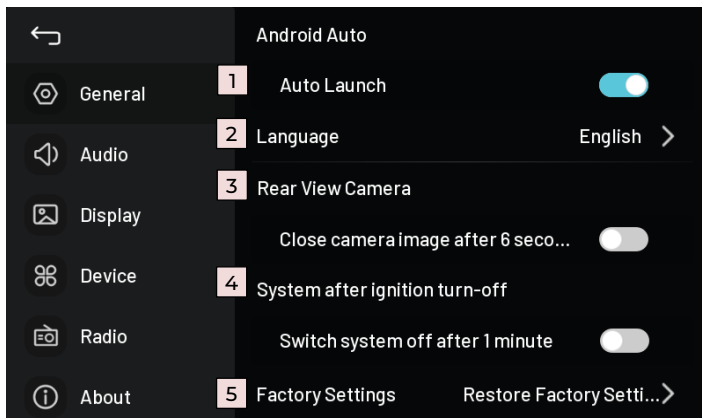 Android Auto
General
1 Auto Launch
2 Language English
Audio
3 Rear View Camera
Display
Close camera image after 6 seco...
Device
4 System after ignition turn-off
Radio
Switch system off after 1 minute
About
5 Factory Settings Restore Factory Setti...